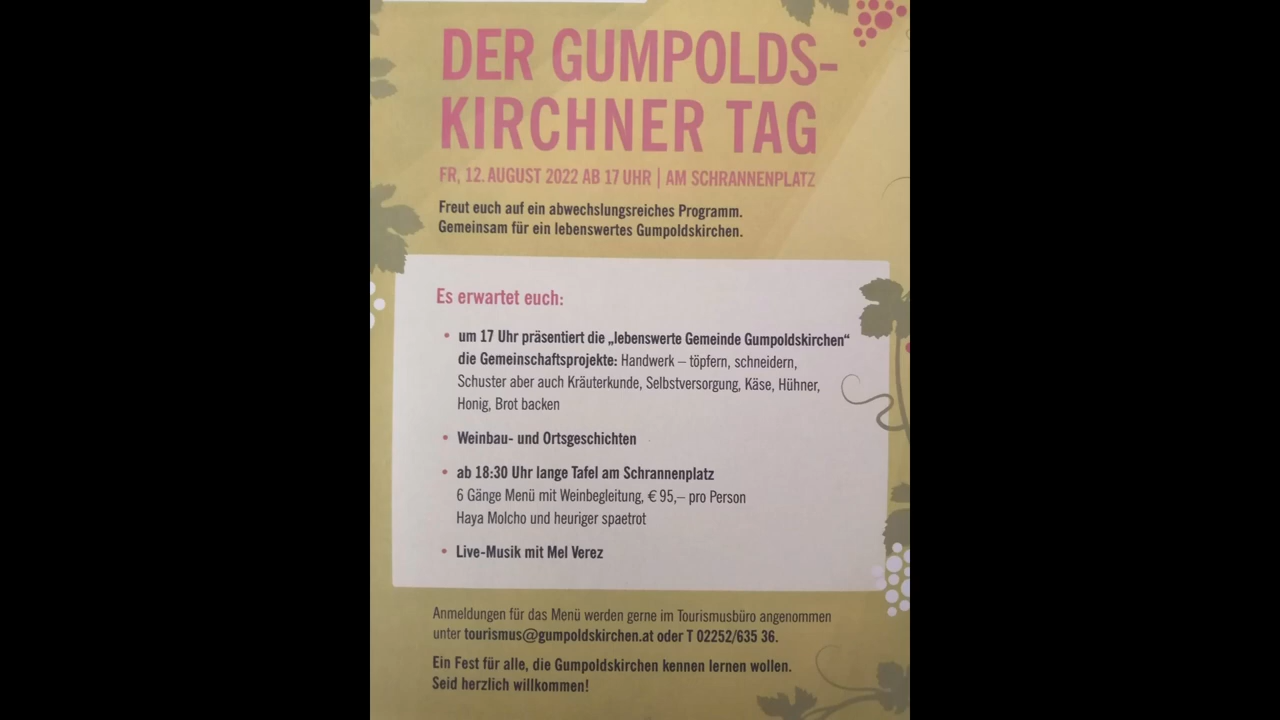 DER GUMPOLDS-
KIRCHNER TAG
FR, 12. AUGUST 2022 AB 17 UHR | AM SCHRANNENPLATZ
Freut euch auf ein abwechslungsreiches Programm.
Gemeinsam für ein lebenswertes Gumpoldskirchen.
Es erwartet euch:
• um 17 Uhr präsentiert die „lebenswerte Gemeinde Gumpoldskirchen“
die Gemeinschaftsprojekte: Handwerk – töpfern, schneidern,
Schuster aber auch Kräuterkunde, Selbstversorgung, Käse, Hühner,
Honig, Brot backen
• Weinbau- und Ortsgeschichten
• ab 18:30 Uhr lange Tafel am Schrannenplatz
6 Gänge Menü mit Weinbegleitung, € 95,– pro Person
Haya Molcho und heuriger spaetrot
• Live-Musik mit Mel Verez
Anmeldungen für das Menü werden gerne im Tourismusbüro angenommen
unter tourismus@gumpoldskirchen.at oder T 02252/635 36.
Ein Fest für alle, die Gumpoldskirchen kennen lernen wollen.
Seid herzlich willkommen!